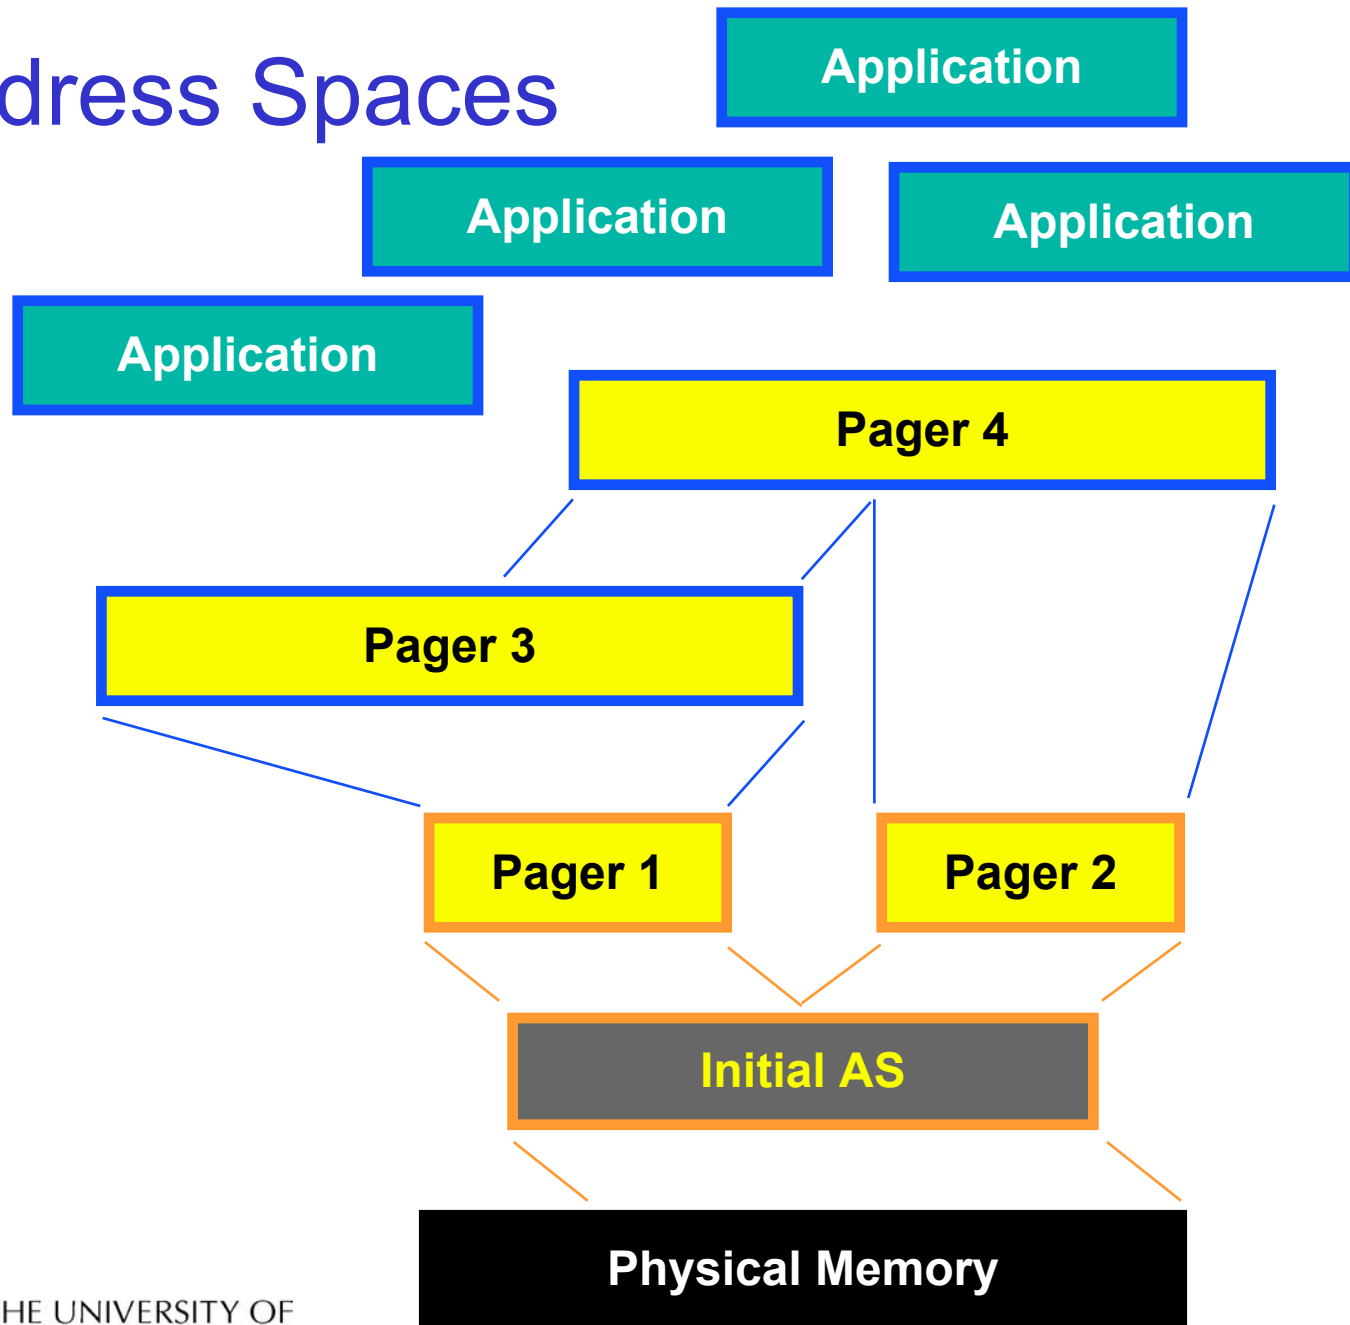 dress Spaces
Application
Application
Application
Application
Pager 4
Pager 3
Pager 1
Pager 2
Initial AS
Physical Memory
HE UNIVERSITY OF